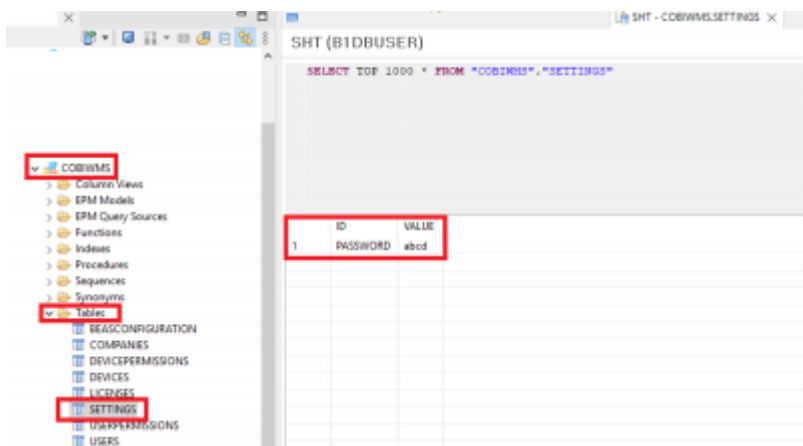 SHT - COBIWMS.SETTINGS
SHT (B1DBUSER)
SELECT TOP 1000 * FROM "COBIWMS"."SETTINGS"
COBIWMS
Column Views
EPM Models
EPM Query Sources
Functions
Indexes
Procedures
Sequences
Synonyms
Tables
BEASCONFIGURATION
COMPANIES
DEVICEPERMISSIONS
DEVICES
LICENSES
SETTINGS
USERPERMISSIONS
USERS
ID VALUE
1 PASSWORD abcd